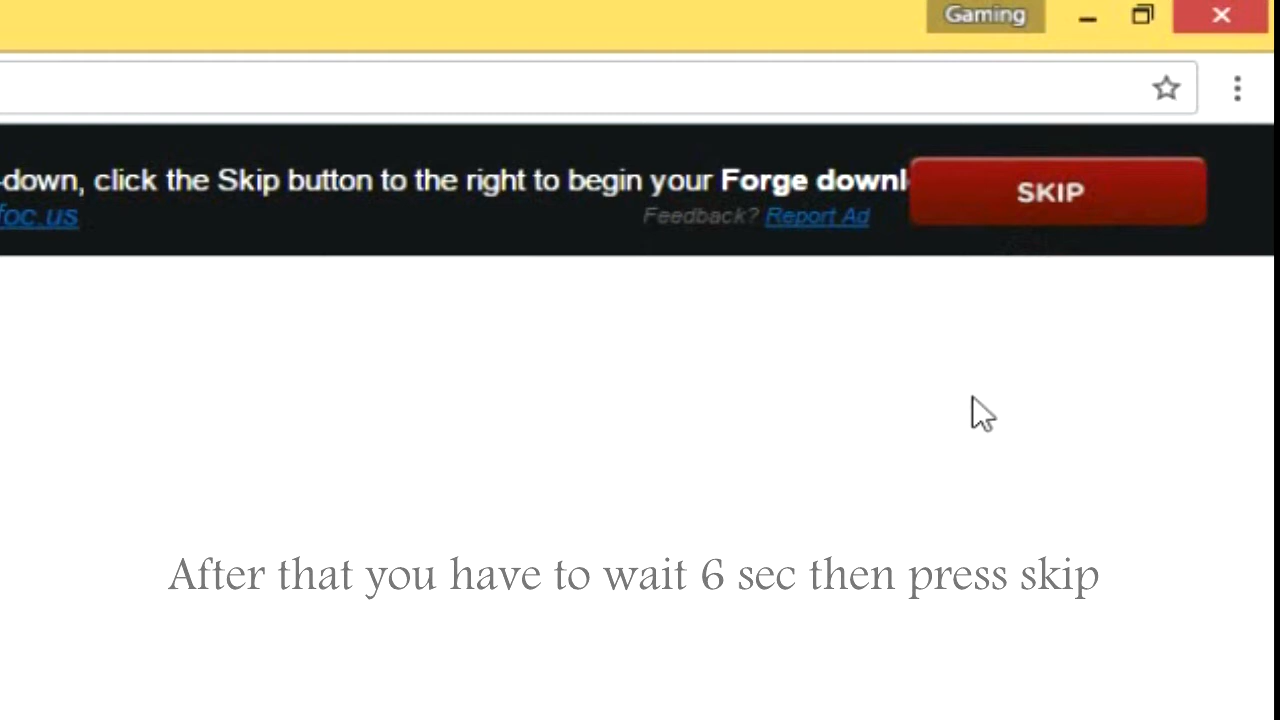 Gaming
-down, click the Skip button to the right to begin your Forge downl
SKIP
foc.us
Feedback? Report Ad
After that you have to wait 6 sec then press skip